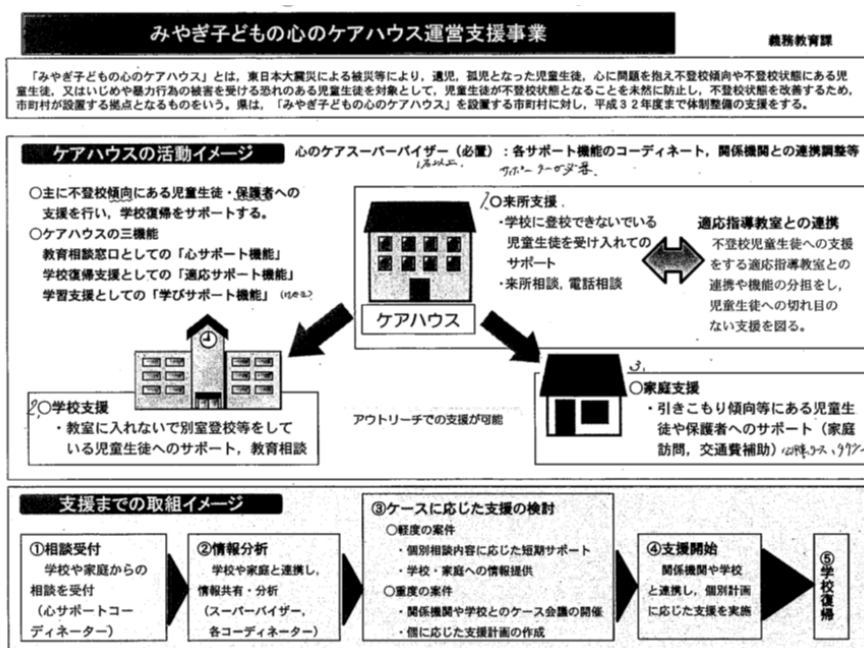 みやぎ子どもの心のケアハウス運営支援事業
義務教育課
「みやぎ子どもの心のケアハウス」とは，東日本大震災による被災等により，遺児，孤児となった児童生徒，心に問題を抱え不登校傾向や不登校状態にある児
童生徒，又はいじめや暴力行為の被害を受ける恐れのある児童生徒を対象として，児童生徒が不登校状態となることを未然に防止し，不登校状態を改善するため，
市町村が設置する拠点となるものをいう。県は，「みやぎ子どもの心のケアハウス」を設置する市町村に対し，平成３２年度まで体制整備の支援をする。
ケアハウスの活動イメージ
心のケアスーパーバイザー（必置）：各サポート機能のコーディネート，関係機関との連携調整等
○主に不登校傾向にある児童生徒・保護者への
支援を行い，学校復帰をサポートする。
○ケアハウスの三機能
教育相談窓口としての「心サポート機能」
学校復帰支援としての「適応サポート機能」
学習支援としての「学びサポート機能」
ケアハウス
1.○来所支援
・学校に登校できないでいる
児童生徒を受け入れての
サポート
・来所相談，電話相談
適応指導教室との連携
不登校児童生徒への支援
をする適応指導教室との
連携や機能の分担をし，
児童生徒への切れ目の
ない支援を図る。
2.○学校支援
・教室に入れないで別室登校等をして
いる児童生徒へのサポート，教育相談
アウトリーチでの支援が可能
3.
○家庭支援
・引きこもり傾向等にある児童生
徒や保護者へのサポート（家庭
訪問，交通費補助）
支援までの取組イメージ
①相談受付
学校や家庭からの
相談を受付
（心サポートコー
ディネーター）
②情報分析
学校や家庭と連携し，
情報共有・分析
（スーパーバイザー，
各コーディネーター）
③ケースに応じた支援の検討
○軽度の案件
・個別相談内容に応じた短期サポート
・学校・家庭への情報提供
○重度の案件
・関係機関や学校とのケース会議の開催
・個に応じた支援計画の作成
④支援開始
関係機関や学校
と連携し，個別計画
に応じた支援を実施
⑤学校復帰